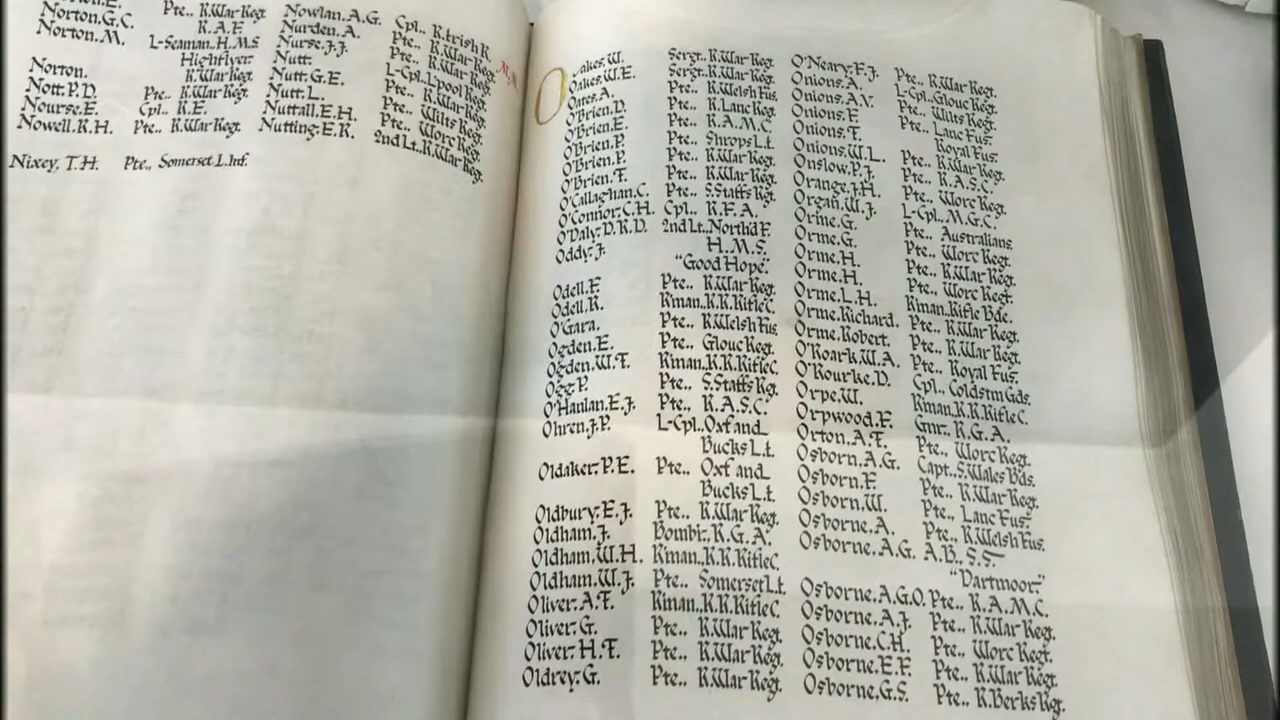 Pte.. R.War Regt.
Norton.G.C. R.A.F.
Norton.M. L-Seaman.H.M.S
Highflyer.
Norton. R.War Regt.
Nott.P.D. Pte.. R.War Regt.
Nourse.E. Cpl.. R.E.
Nowell.R.H. Pte.. R.War Regt.
Nixey, T.H. Pte., Somerset L.Inf.
Nowlan.A.G. Cpl.. R.Irish R.
Nurden.A. Pte.. R.War Regt. M.M.
Nurse.J.J. Pte.. R.War Regt.
Nutt. L-Cpl.L'pool Regt.
Nutt.G.E. Pte.. R.War Regt.
Nutt.L. Pte.. Wilts Regt.
Nuttall.E.H. Pte.. Worc Regt.
Nutting.E.R. 2nd Lt.R.War Regt.
Oakes.W. Sergt.. R.War Regt.
Oakes.W.E. Sergt.. R.War Regt.
Oates.A. Pte.. R.Welsh Fus.
O'Brien.D. Pte.. R.Lanc Regt.
O'Brien.E. Pte.. R.A.M.C.
O'Brien.P. Pte.. Shrops L.I.
O'Brien.P. Pte.. R.War Regt.
O'Brien.T. Pte.. R.War Regt.
O'Callaghan.C. Pte.. S.Staffs Rgt.
O'Connor.C.H. Cpl.. R.F.A.
O'Daly.D.R.D. 2nd Lt..North'd F.
Oddy.J. H.M.S.
"Good Hope."
Odell.F. Pte.. R.War Regt.
Odell.R. Rman..K.R.Rifle C.
O'Gara. Pte.. R.Welsh Fus.
Ogden.E. Pte.. Glouc Regt.
Ogden.W.T. Rman..K.R.Rifle C.
Ogg.P. Pte.. S.Staffs Rgt.
O'Hanlan.E.J. Pte.. R.A.S.C.
Ohren.J.P. L-Cpl..Oxf and
Bucks L.I.
Oldaker.P.E. Pte.. Oxf and
Bucks L.I.
Oldbury.E.J. Pte.. R.War Regt.
Oldham.J. Bombr..R.G.A.
Oldham.W.H. Rman..K.R.Rifle C.
Oldham.W.J. Pte.. Somerset L.I.
Oliver.A.T. Rman..K.R.Rifle C.
Oliver.G. Pte.. R.War Regt.
Oliver.H.T. Pte.. R.War Regt.
Oldrey.G. Pte.. R.War Regt.
O'Neary.F.J. Pte.. R.War Regt.
Onions.A. L-Cpl..Glouc Regt.
Onions.A.V. Pte.. Wilts Regt.
Onions.E. Pte.. Lanc Fus.
Onions.T. Royal Fus.
Onions.W.L. Pte.. R.War Regt.
Onslow.P.J. Pte.. R.A.S.C.
Orange.J.H. Pte.. Worc Regt.
Organ.W.J. L-Cpl..M.G.C.
Orme.G. Pte.. Australians.
Orme.G. Pte.. Worc Regt.
Orme.H. Pte.. R.War Regt.
Orme.H. Pte.. Worc Regt.
Orme.L.H. Rman.Rifle Bde.
Orme.Richard. Pte.. R.War Regt.
Orme.Robert. Pte.. R.War Regt.
O'Roark.W.A. Pte.. Royal Fus.
O'Rourke.D. Cpl.. Coldstm Gds.
Orpe.W. Rman.K.R.Rifle C.
Orpwood.F. Gnr.. R.G.A.
Orton.A.T. Pte.. Worc Regt.
Osborn.A.G. Capt..S.Wales Bds.
Osborn.F. Pte.. R.War Regt.
Osborn.W. Pte.. Lanc Fus.
Osborne.A. Pte.. R.Welsh Fus.
Osborne.A.G. A.B.. S.S.
"Dartmoor."
Osborne.A.G.O. Pte.. R.A.M.C.
Osborne.A.J. Pte.. R.War Regt.
Osborne.C.H. Pte.. Worc Regt.
Osborne.E.F. Pte.. R.War Regt.
Osborne.G.S. Pte.. R.Berks Rgt.